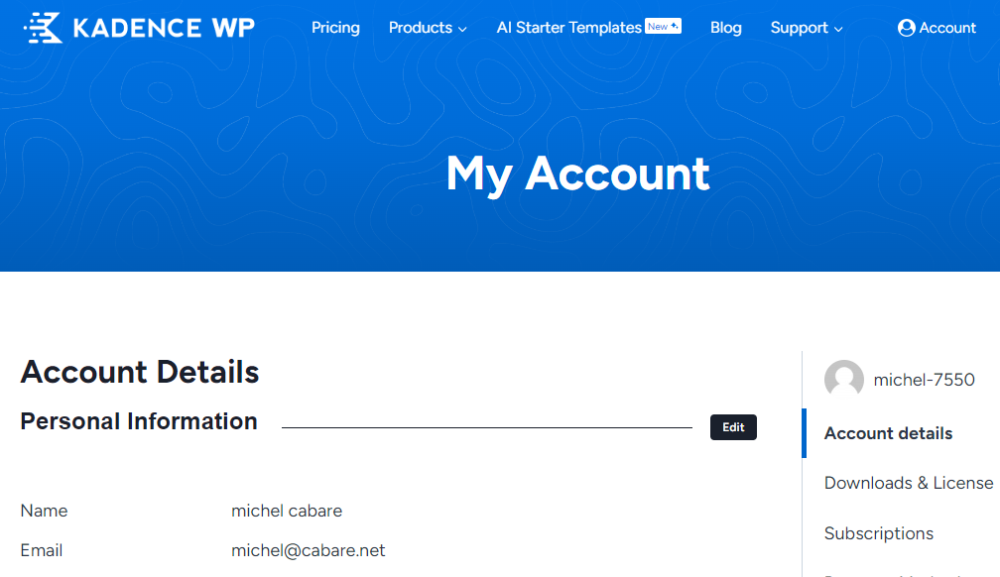 KADENCE WP Pricing Products AI Starter Templates New Blog Support Account
My Account
Account Details
Personal Information Edit
Name michel cabare
Email michel@cabare.net
michel-7550
Account details
Downloads & License
Subscriptions